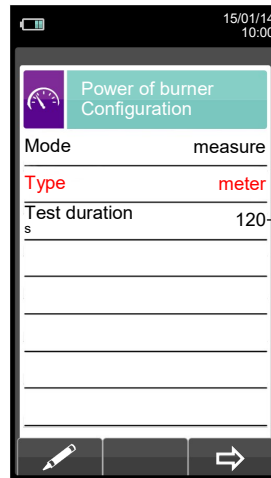 15/01/14
10:00
Power of burner
Configuration
Mode measure
Type meter
Test duration 120-
s